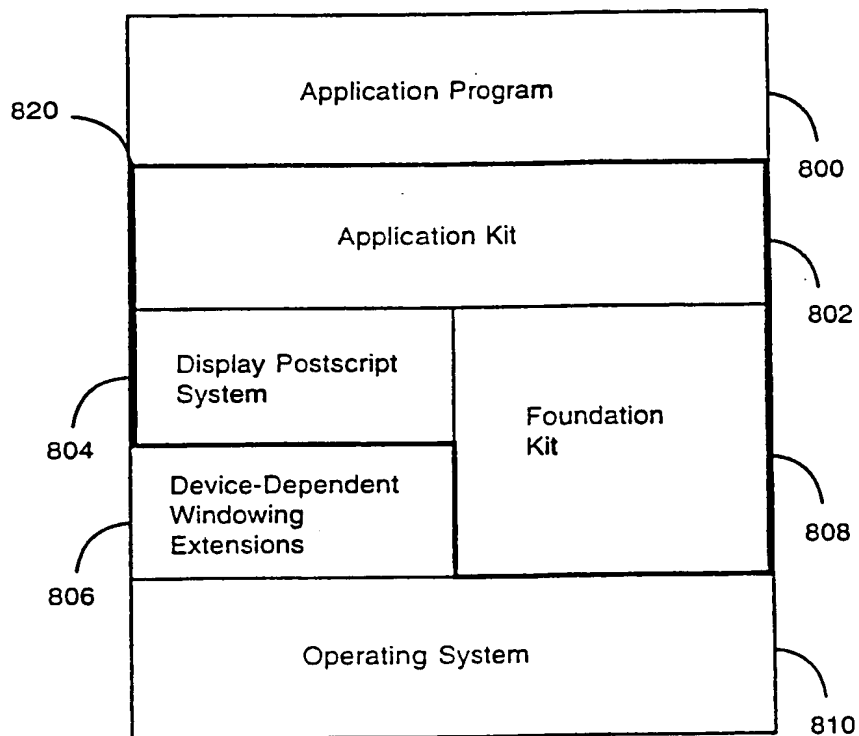 Application Program
820
800
Application Kit
802
Display Postscript
System
Foundation
Kit
804
Device-Dependent
Windowing
Extensions
808
806
Operating System
810